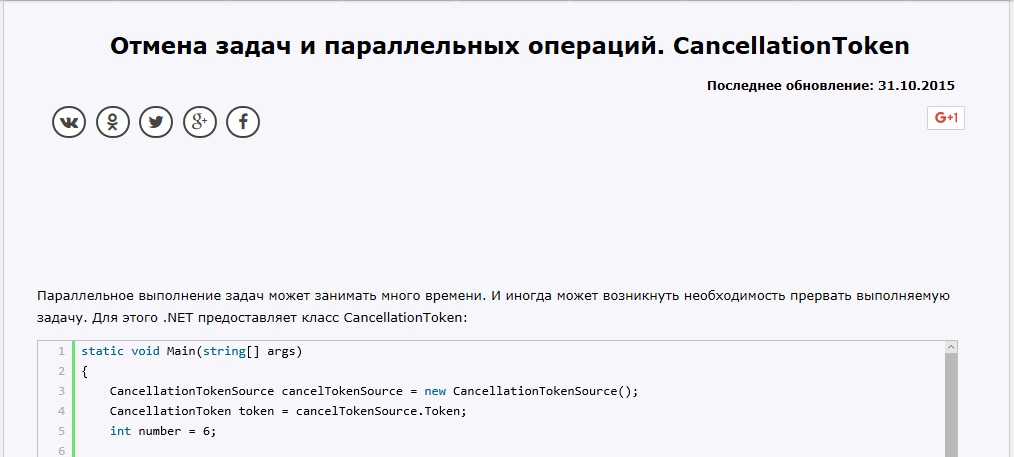 Отмена задач и параллельных операций. CancellationToken
Последнее обновление: 31.10.2015
G+1
Параллельное выполнение задач может занимать много времени. И иногда может возникнуть необходимость прервать выполняемую
задачу. Для этого .NET предоставляет класс CancellationToken:
1 static void Main(string[] args)
2 {
3 CancellationTokenSource cancelTokenSource = new CancellationTokenSource();
4 CancellationToken token = cancelTokenSource.Token;
5 int number = 6;
6